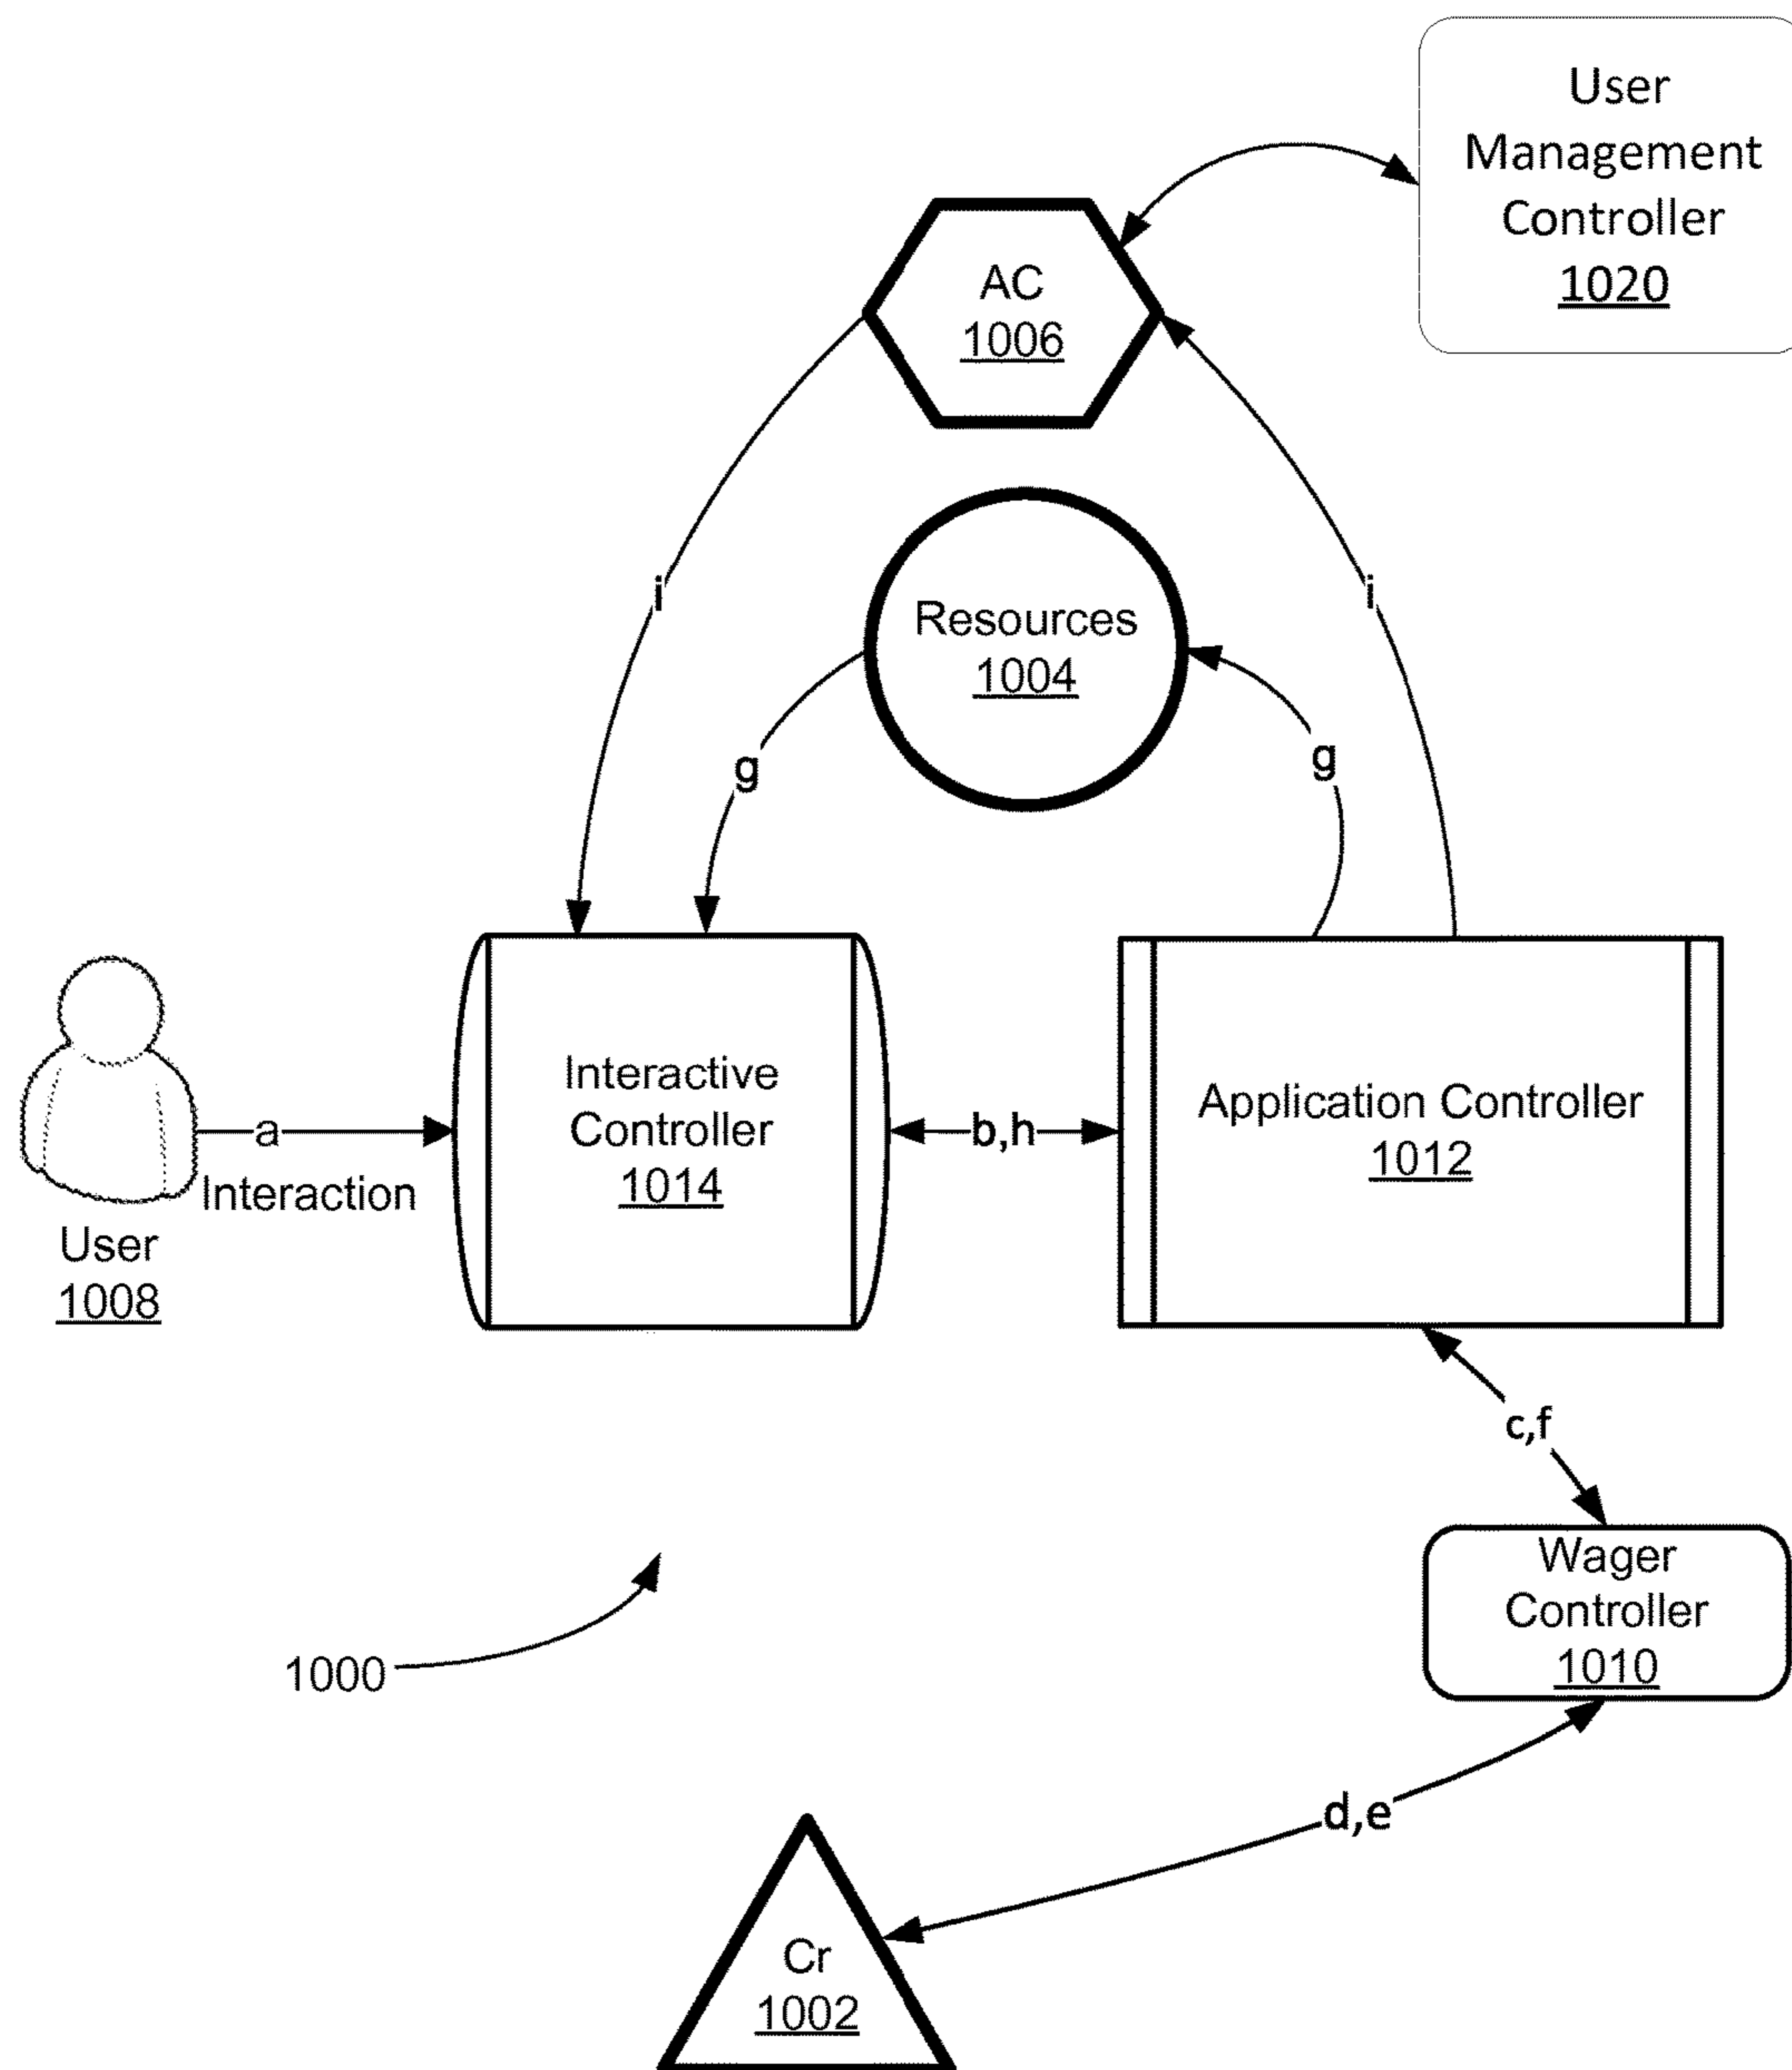 User
Management
Controller
1020
AC
1006
i
i
Resources
1004
g
g
Interactive
Controller
1014
Application Controller
1012
a
Interaction
b,h
User
1008
c,f
Wager
Controller
1010
1000
d,e
Cr
1002